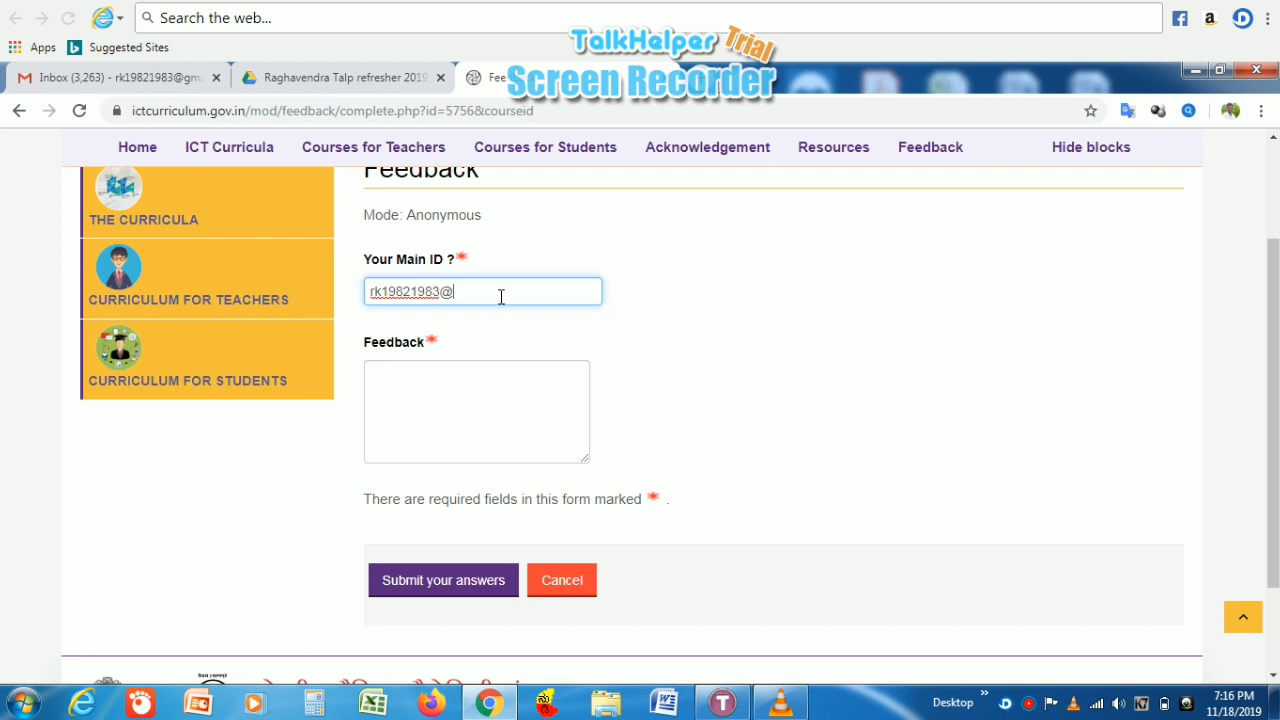 Search the web...
Apps
Suggested Sites
TalkHelper Trial
Screen Recorder
Inbox (3,263) - rk19821983@gm
Raghavendra Talp refresher 2019
Fee
ictcurriculum.gov.in/mod/feedback/complete.php?id=5756&courseid
Home ICT Curricula Courses for Teachers Courses for Students Acknowledgement Resources Feedback Hide blocks
THE CURRICULA
CURRICULUM FOR TEACHERS
CURRICULUM FOR STUDENTS
Feedback
Mode: Anonymous
Your Main ID ?*
rk19821983@
Feedback*
There are required fields in this form marked * .
Submit your answers
Cancel
Desktop
7:16 PM
11/18/2019